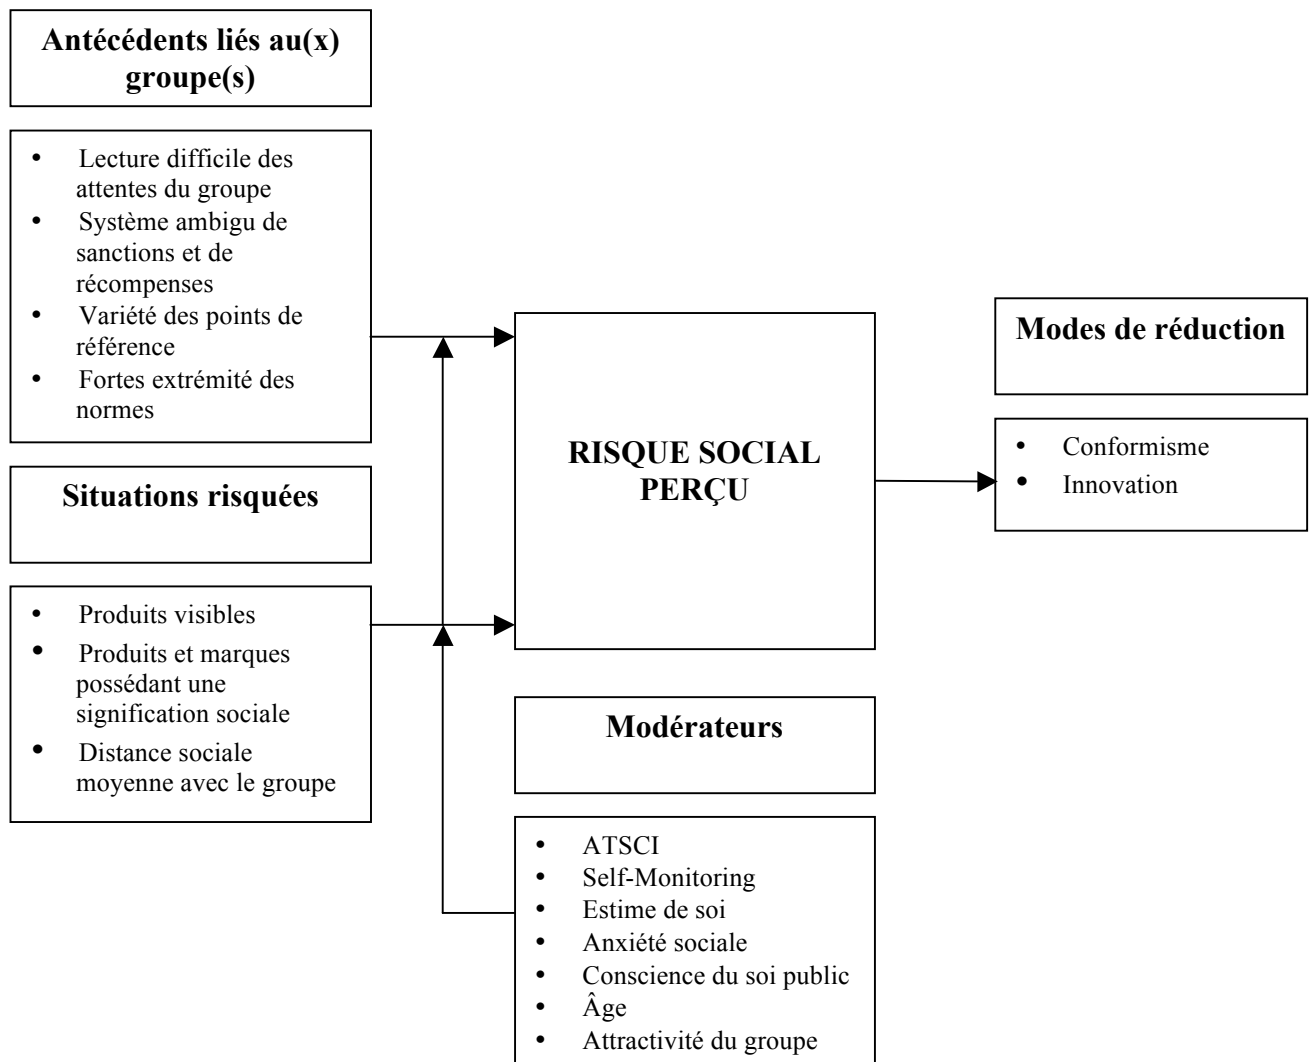 Antécédents liés au(x)
groupe(s)
• Lecture difficile des
attentes du groupe
• Système ambigu de
sanctions et de
récompenses
• Variété des points de
référence
• Fortes extrémité des
normes
Situations risquées
• Produits visibles
• Produits et marques
possédant une
signification sociale
• Distance sociale
moyenne avec le groupe
RISQUE SOCIAL
PERÇU
Modérateurs
• ATSCI
• Self-Monitoring
• Estime de soi
• Anxiété sociale
• Conscience du soi public
• Âge
• Attractivité du groupe
Modes de réduction
• Conformisme
• Innovation